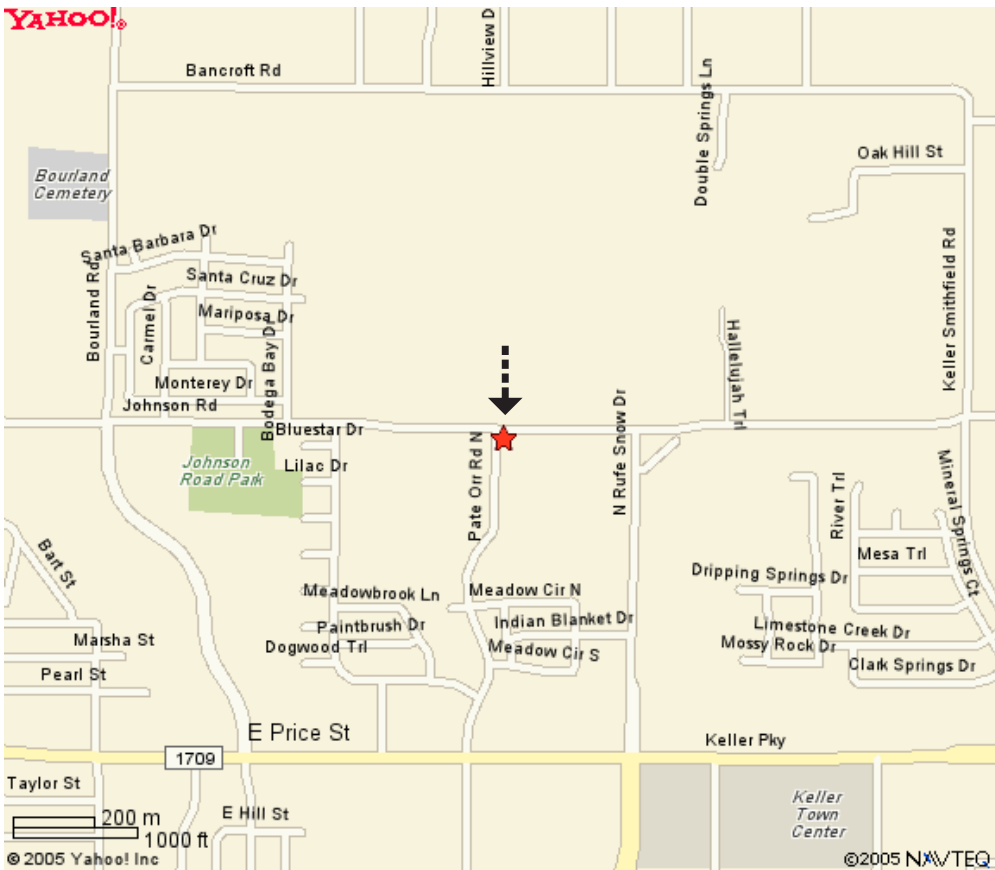 YAHOO!®
Hillview D
Bancroft Rd
Double Springs Ln
Oak Hill St
Bourland
Cemetery
Santa Barbara Dr
Keller Smithfield Rd
Bourland Rd
Santa Cruz Dr
Carmel Dr
Mariposa Dr
Bodega Bay Dr
Hallelujah Trl
Monterey Dr
Johnson Rd
N Rufe Snow Dr
Bluestar Dr
Pate Orr Rd N
Johnson
Road Park
Lilac Dr
River Trl
Mineral Springs Ct
Bart St
Mesa Trl
Dripping Springs Dr
Meadowbrook Ln
Meadow Cir N
Paintbrush Dr
Indian Blanket Dr
Limestone Creek Dr
Marsha St
Dogwood Trl
Meadow Cir S
Mossy Rock Dr
Pearl St
Clark Springs Dr
E Price St
Keller Pky
1709
Taylor St
Keller
Town
Center
E Hill St
200 m
1000 ft
©2005 Yahoo! Inc
©2005 NAVTEQ